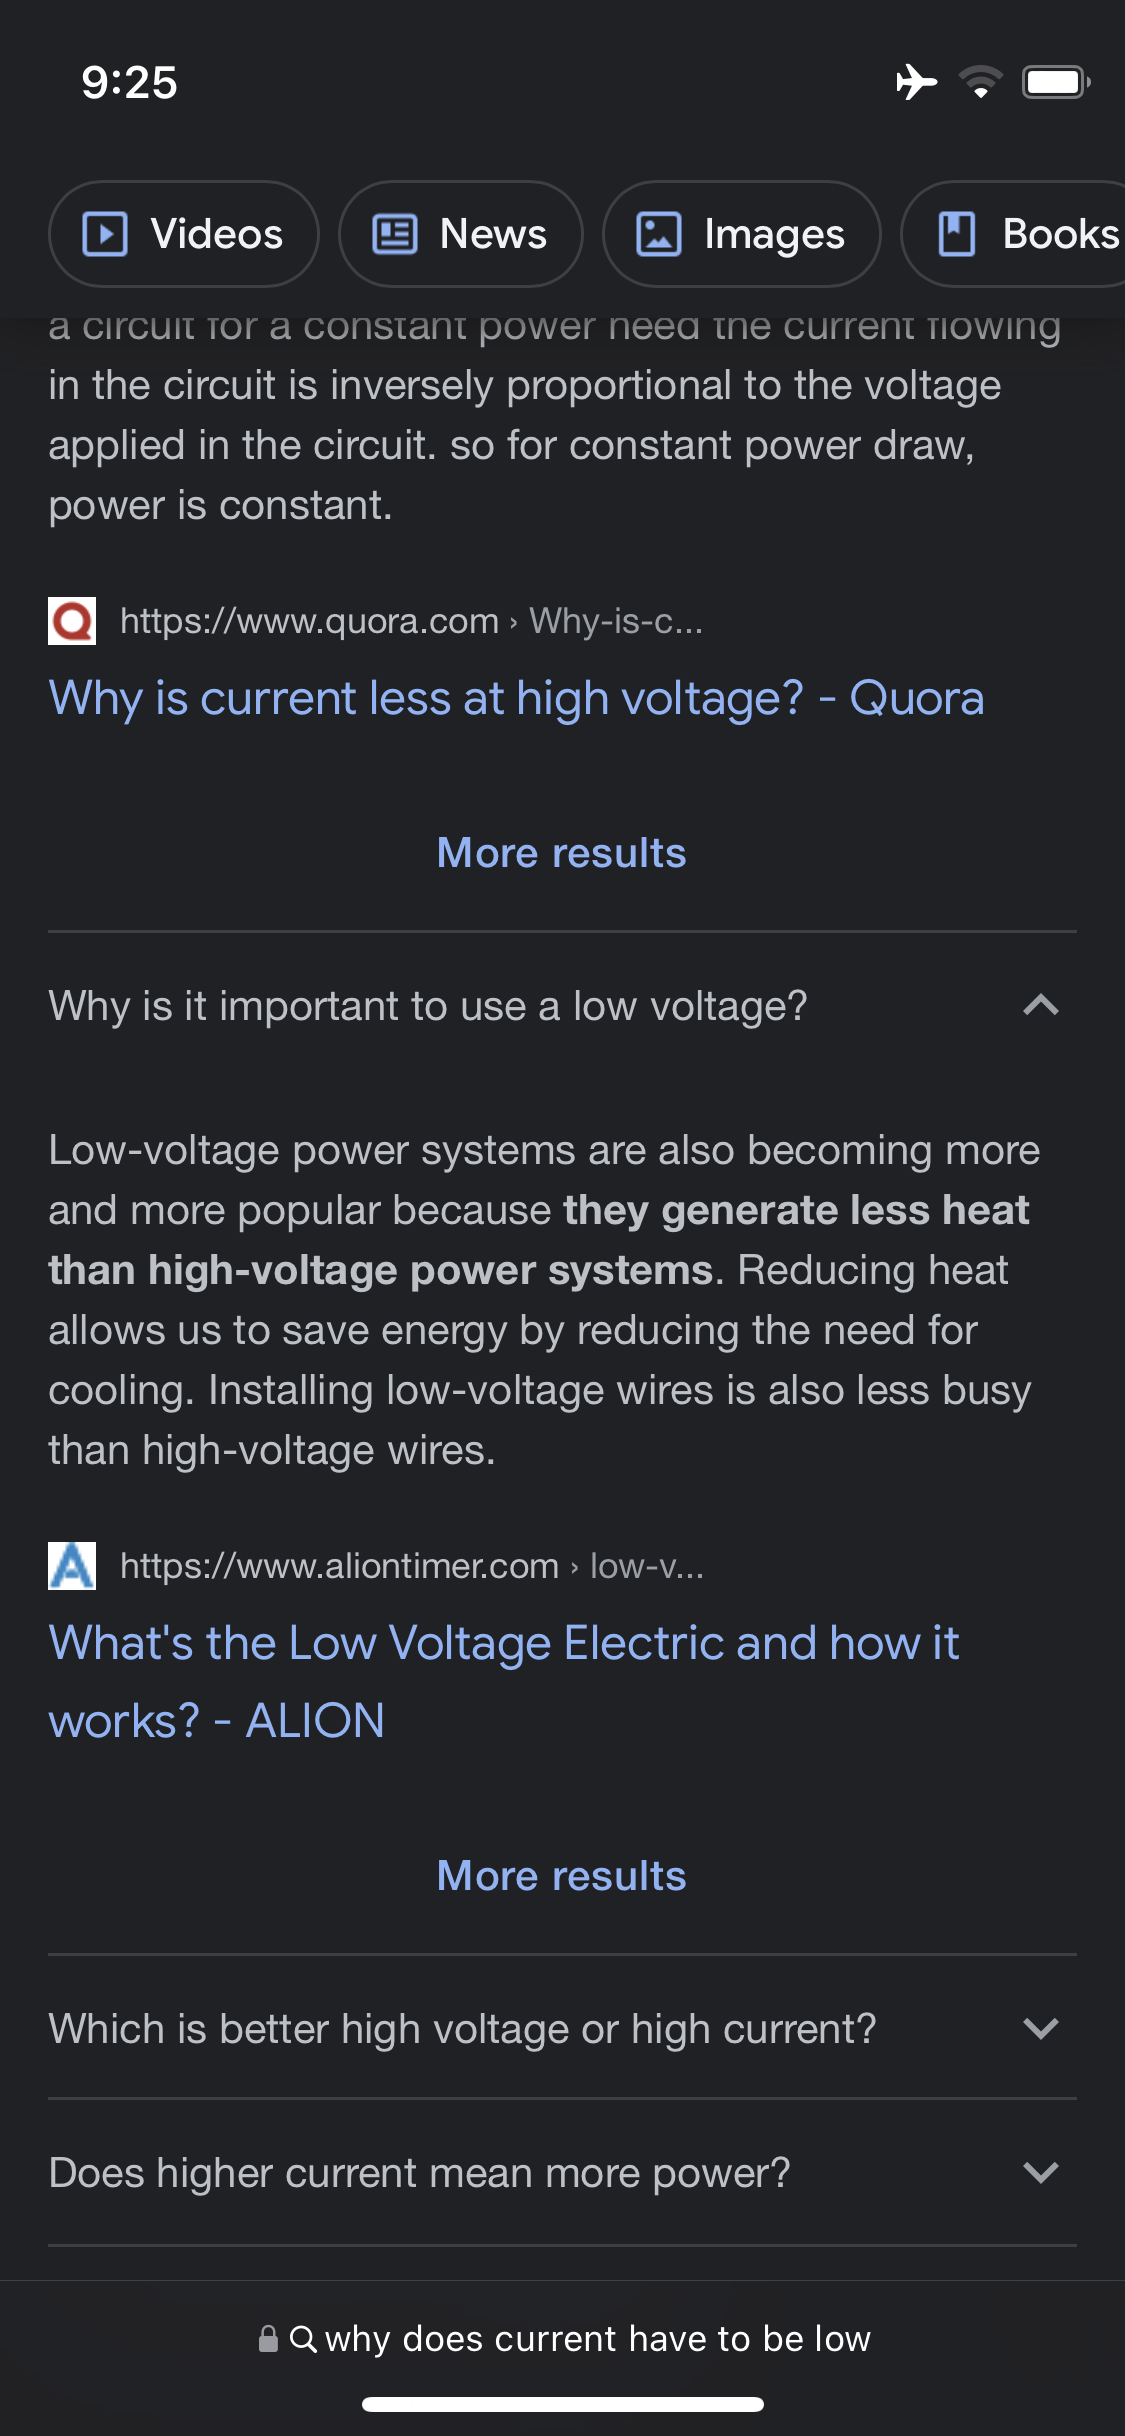 9:25
Videos News Images Books
a circuit for a constant power need the current flowing
in the circuit is inversely proportional to the voltage
applied in the circuit. so for constant power draw,
power is constant.
https://www.quora.com › Why-is-c...
Why is current less at high voltage? - Quora
More results
Why is it important to use a low voltage?
Low-voltage power systems are also becoming more
and more popular because they generate less heat
than high-voltage power systems. Reducing heat
allows us to save energy by reducing the need for
cooling. Installing low-voltage wires is also less busy
than high-voltage wires.
https://www.aliontimer.com › low-v...
What's the Low Voltage Electric and how it
works? - ALION
More results
Which is better high voltage or high current?
Does higher current mean more power?
why does current have to be low